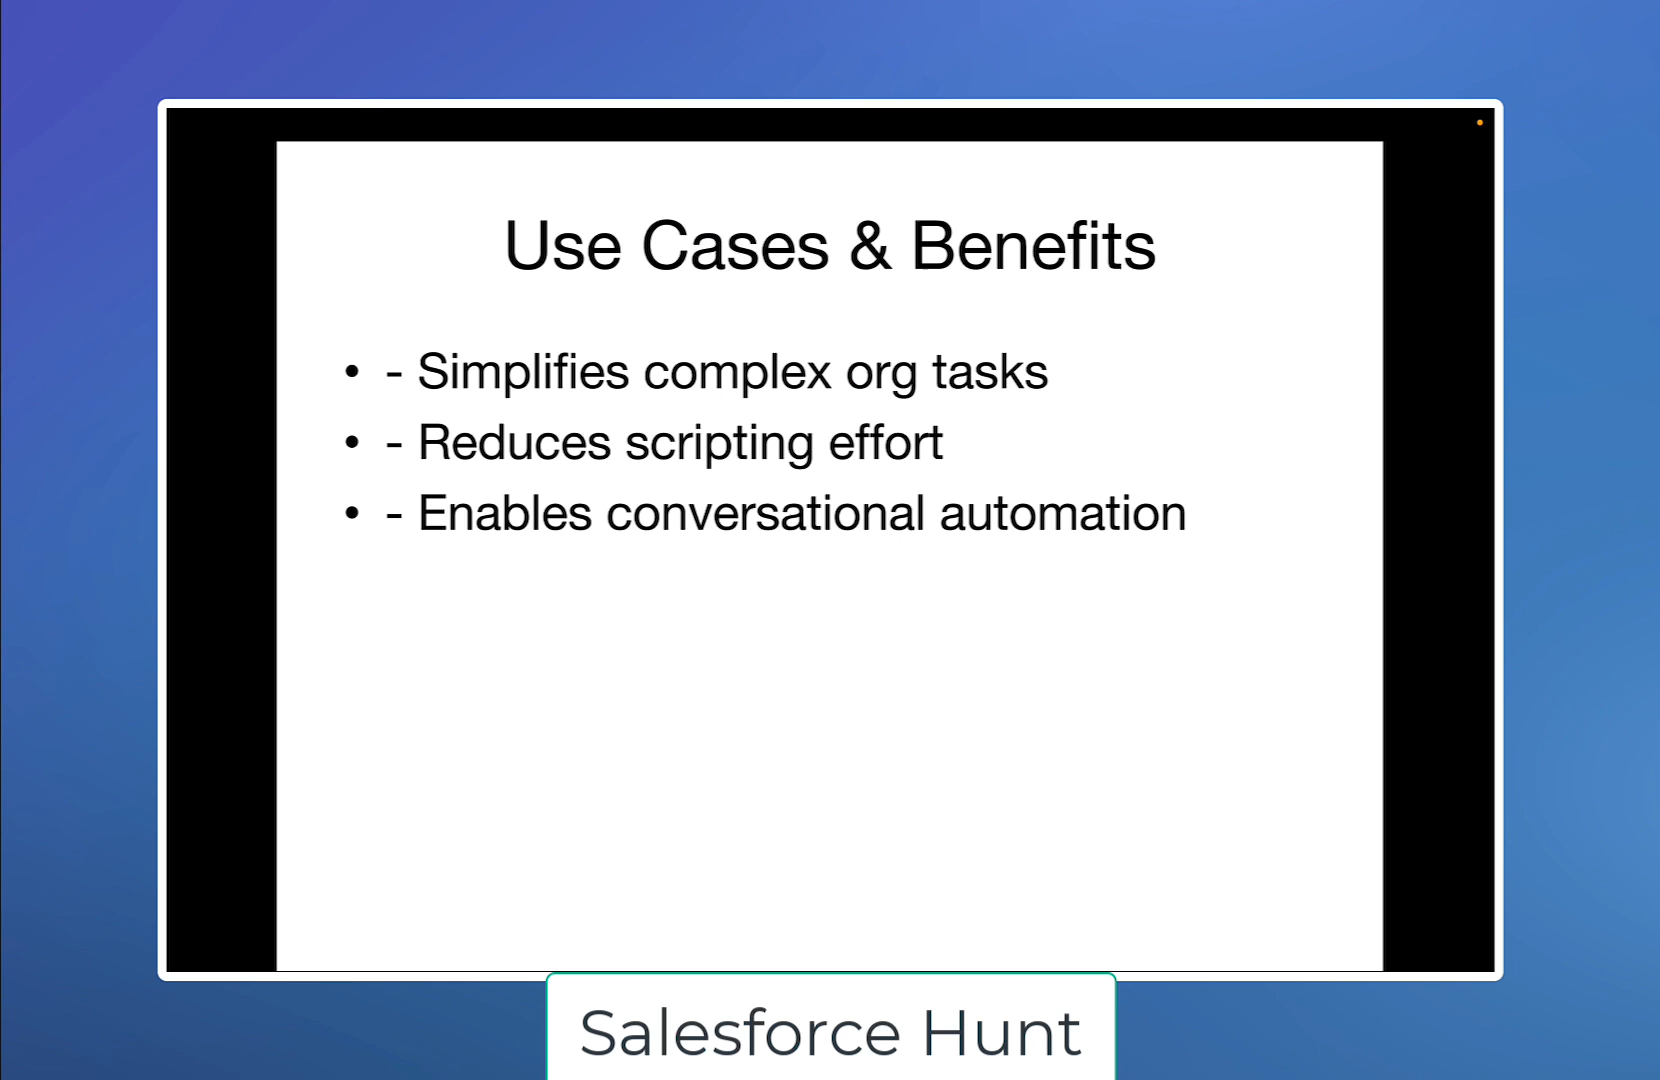 Use Cases & Benefits
• - Simplifies complex org tasks
• - Reduces scripting effort
• - Enables conversational automation
Salesforce Hunt